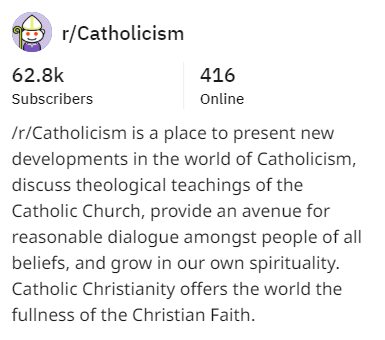 r/Catholicism
62.8k
416
Subscribers
Online
/r/Catholicism is a place to present new
developments in the world of Catholicism,
discuss theological teachings of the
Catholic Church, provide an avenue for
reasonable dialogue amongst people of all
beliefs, and grow in our own spirituality.
Catholic Christianity offers the world the
fullness of the Christian Faith.